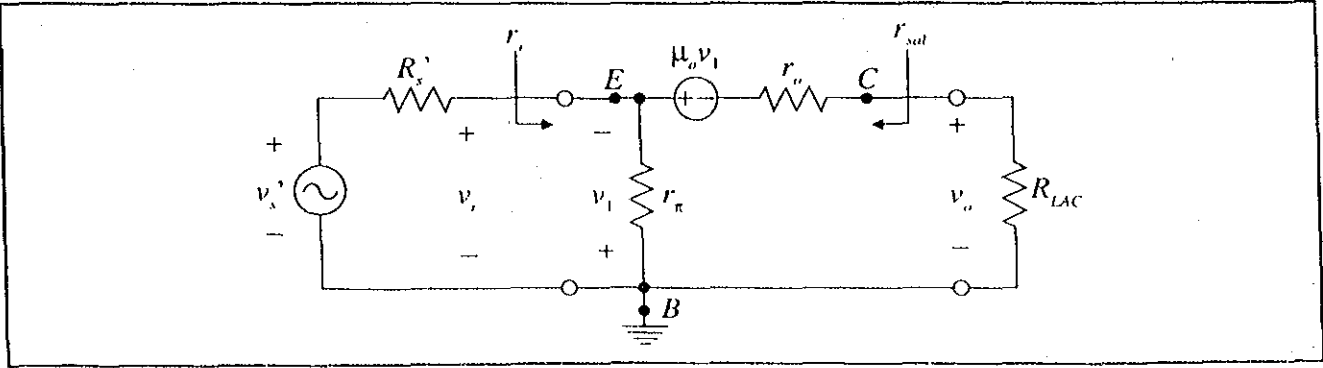 r_i r_sal
μ_o v_1
R_s' E r_o C
+ − +
+ + −
v_s' v_i v_1 r_π v_o R_LAC
− − + −
B